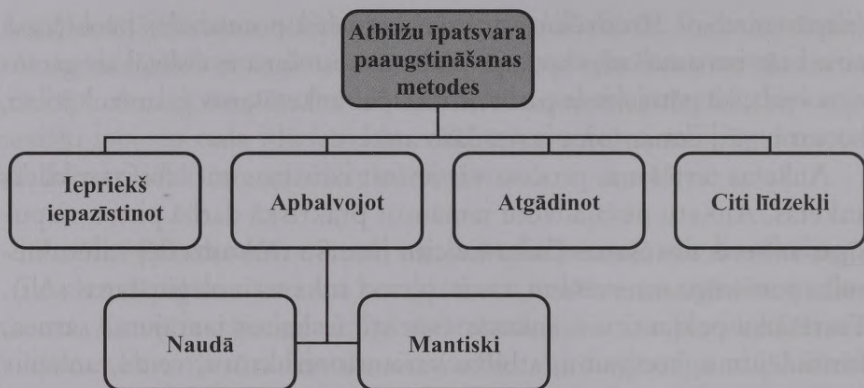 Atbilžu īpatsvara
paaugstināšanas
metodes
Iepriekš
iepazīstinot
Apbalvojot
Atgādinot
Citi līdzekļi
Naudā
Mantiski